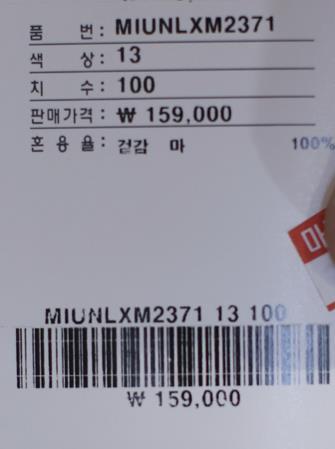 품 번: MIUNLXM2371
색 상: 13
치 수: 100
판매가격: ₩ 159,000
혼 용 율: 겉감 마 100%
마
MIUNLXM2371 13 100
₩ 159,000